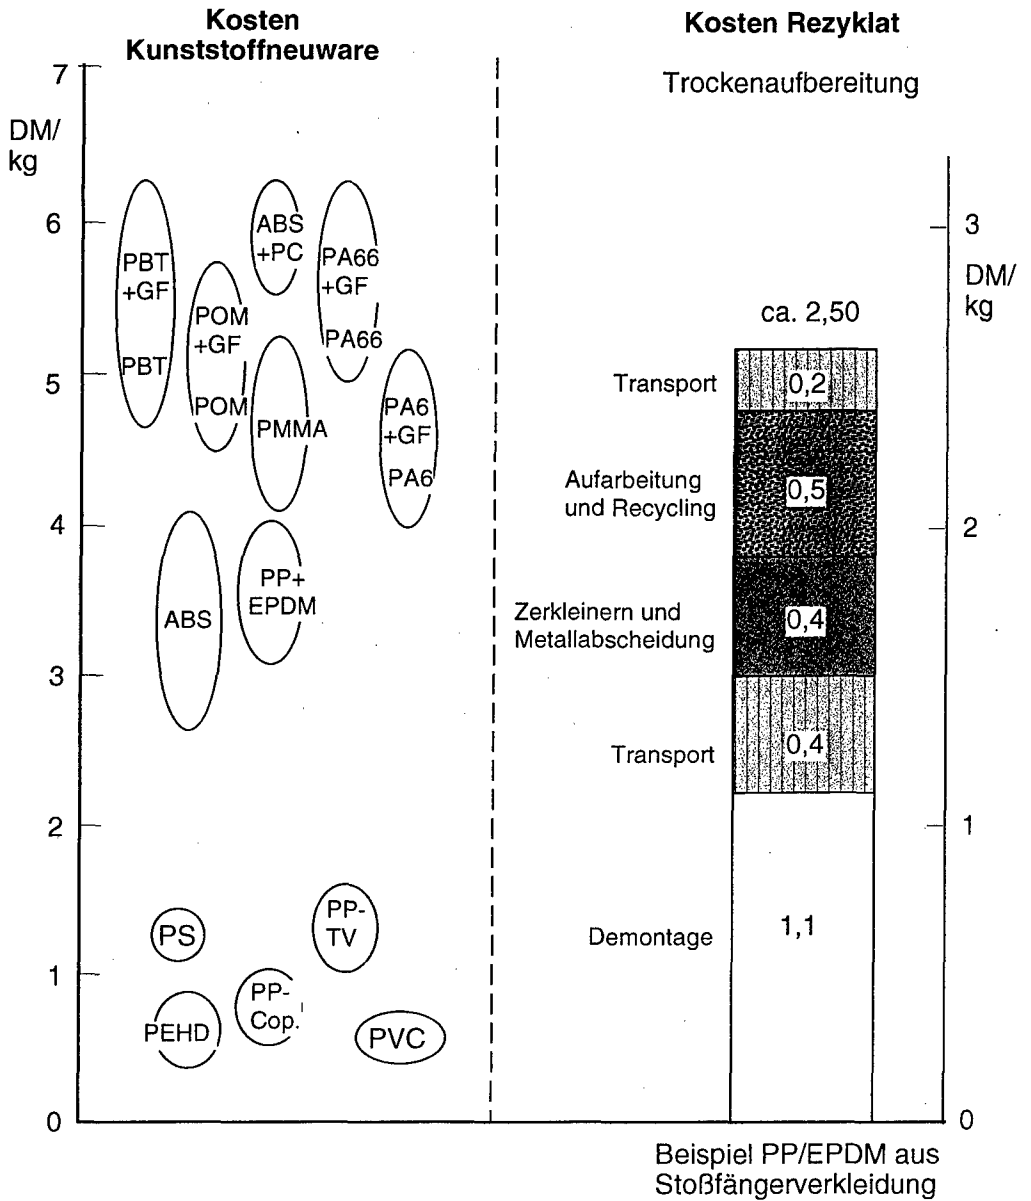 Kosten
Kunststoffneuware
7
DM/
kg
6
5
4
3
2
1
0
PBT
+GF
PBT
POM
+GF
POM
ABS
+PC
PA66
+GF
PA66
PMMA
PA6
+GF
PA6
ABS
PP+
EPDM
PS
PP-
TV
PEHD
PP-
Cop.
PVC
Kosten Rezyklat
Trockenaufbereitung
3
DM/
kg
2
1
0
ca. 2,50
Transport
0,2
Aufarbeitung
und Recycling
0,5
Zerkleinern und
Metallabscheidung
0,4
Transport
0,4
Demontage
1,1
Beispiel PP/EPDM aus
Stoßfängerverkleidung